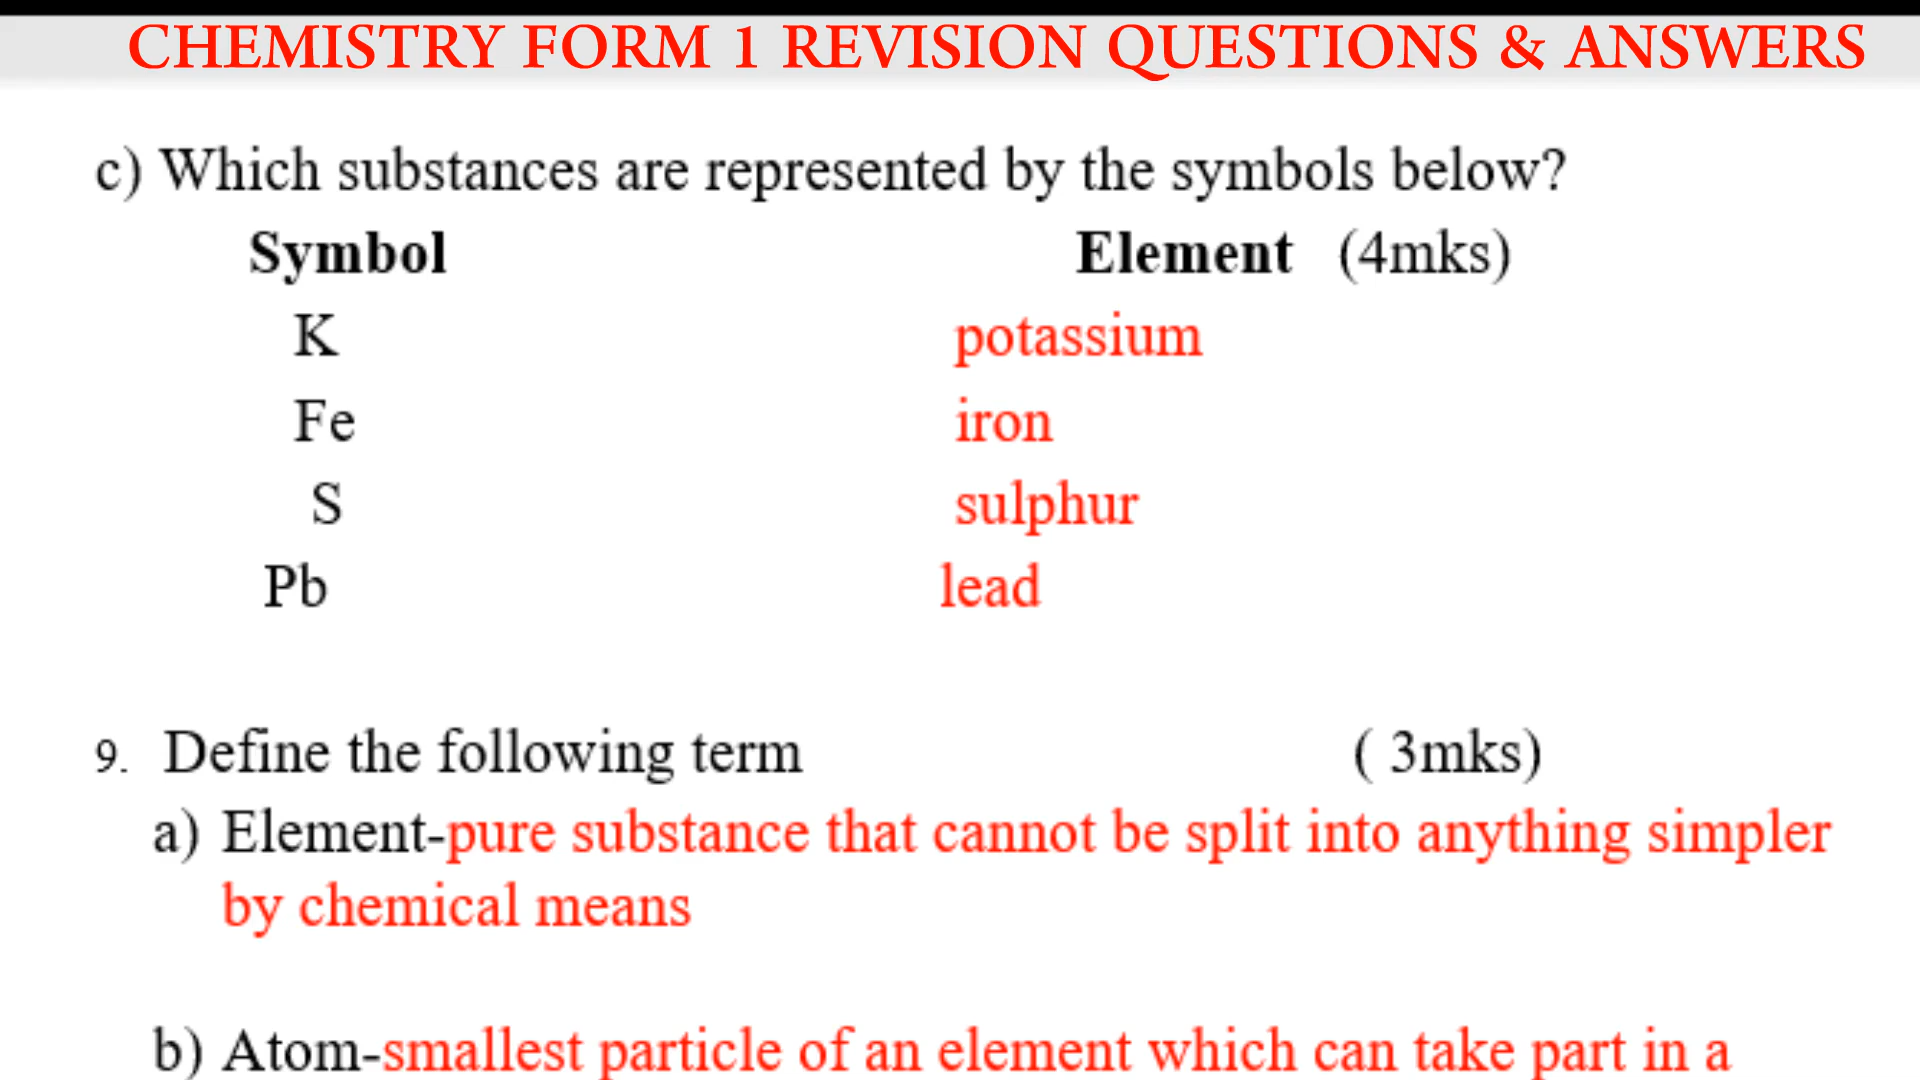 CHEMISTRY FORM 1 REVISION QUESTIONS & ANSWERS
c) Which substances are represented by the symbols below?
Symbol Element (4mks)
K potassium
Fe iron
S sulphur
Pb lead
9. Define the following term ( 3mks)
a) Element-pure substance that cannot be split into anything simpler
by chemical means
b) Atom-smallest particle of an element which can take part in a